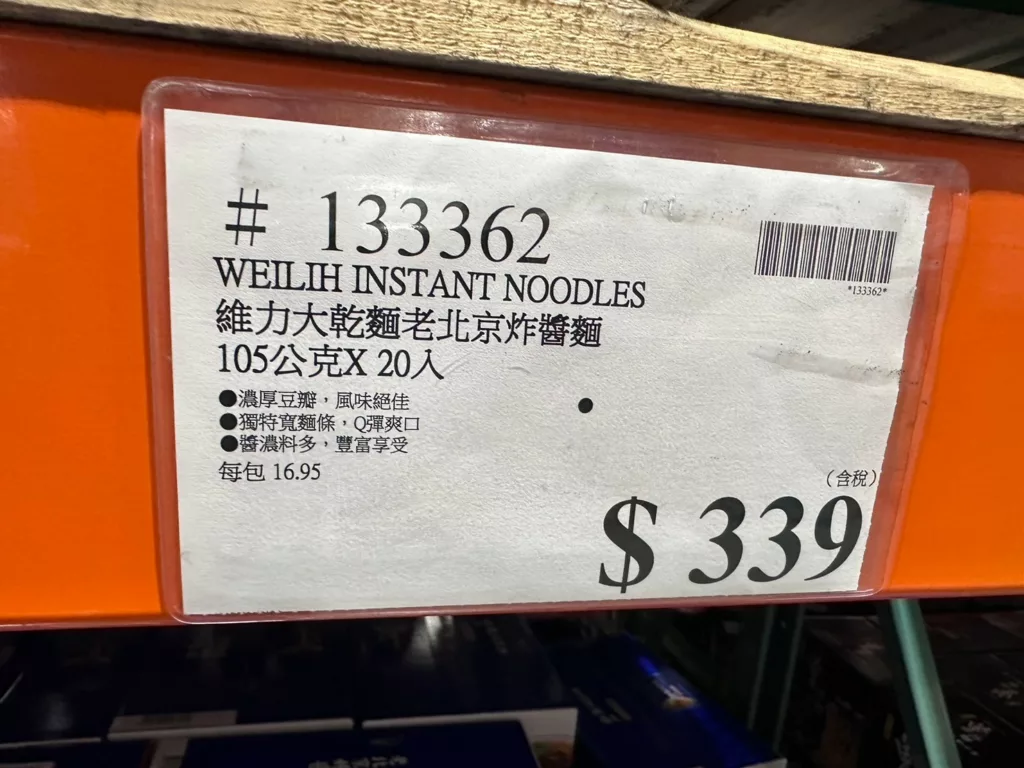 # 133362
WEILIH INSTANT NOODLES
維力大乾麵老北京炸醬麵
105公克X 20入
●濃厚豆瓣，風味絕佳
●獨特寬麵條，Q彈爽口
●醬濃料多，豐富享受
每包 16.95
*133362*
（含稅）
$ 339